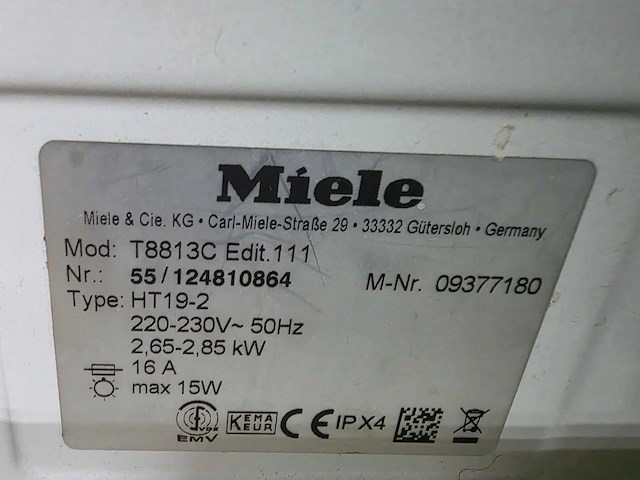 Miele
Miele & Cie. KG • Carl-Miele-Straße 29 • 33332 Gütersloh • Germany
Mod: T8813C Edit.111
Nr.: 55/124810864 M-Nr. 09377180
Type: HT19-2
220-230V~ 50Hz
2,65-2,85 kW
16 A
max 15W
VDE KEMA KEUR CE IPX4
EMV